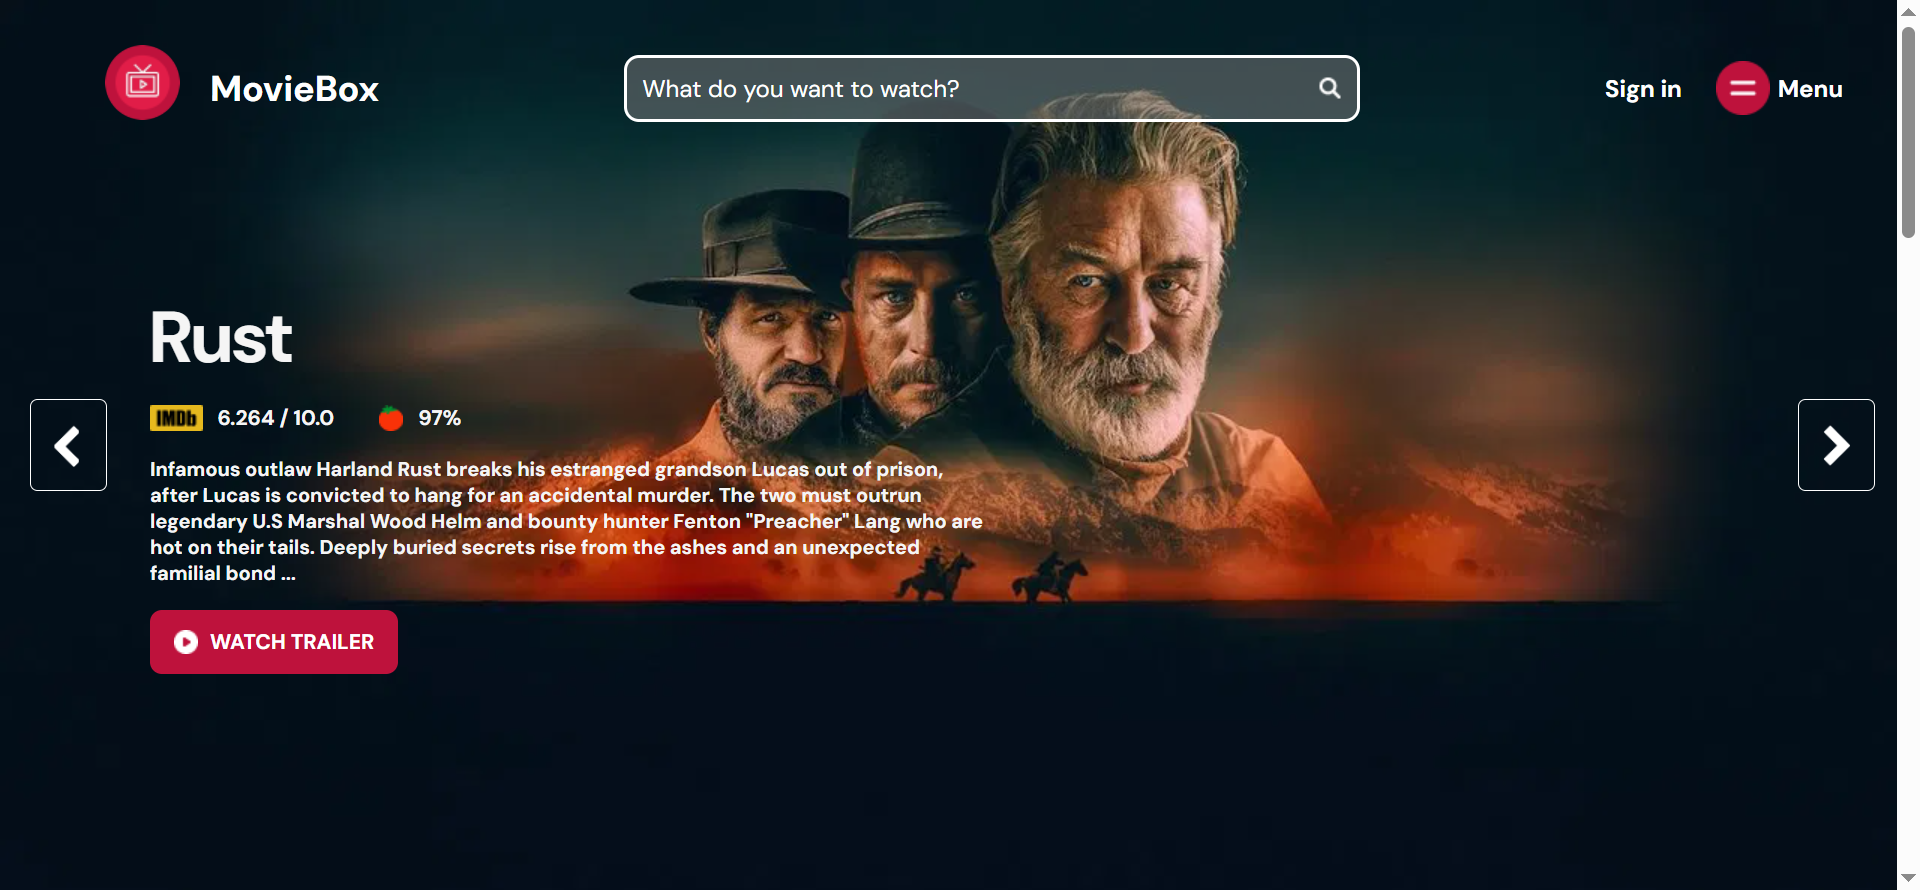 MovieBox
What do you want to watch?
Sign in
Menu
Rust
IMDb 6.264 / 10.0 97%
Infamous outlaw Harland Rust breaks his estranged grandson Lucas out of prison,
after Lucas is convicted to hang for an accidental murder. The two must outrun
legendary U.S Marshal Wood Helm and bounty hunter Fenton "Preacher" Lang who are
hot on their tails. Deeply buried secrets rise from the ashes and an unexpected
familial bond ...
WATCH TRAILER